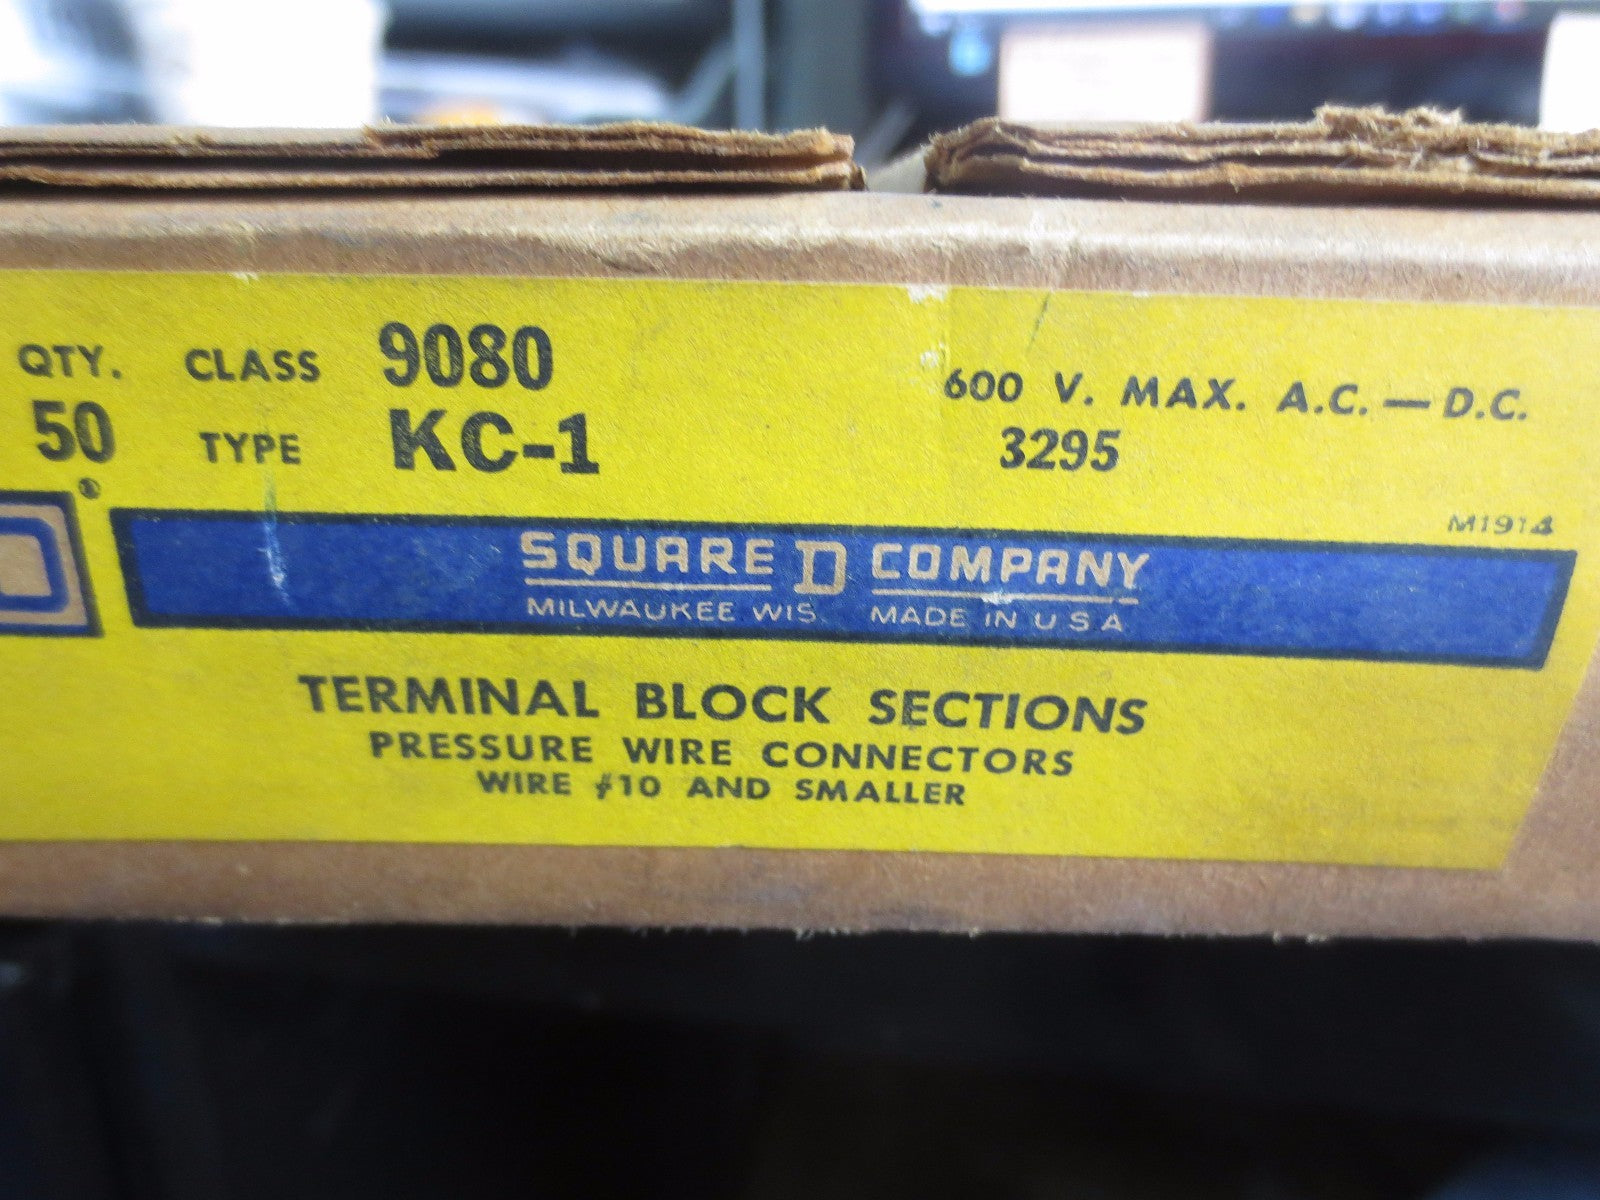 QTY. CLASS 9080
50 TYPE KC-1
600 V. MAX. A.C. — D.C.
3295
M1914
D ®
SQUARE D COMPANY
MILWAUKEE WIS. MADE IN U S A
TERMINAL BLOCK SECTIONS
PRESSURE WIRE CONNECTORS
WIRE #10 AND SMALLER